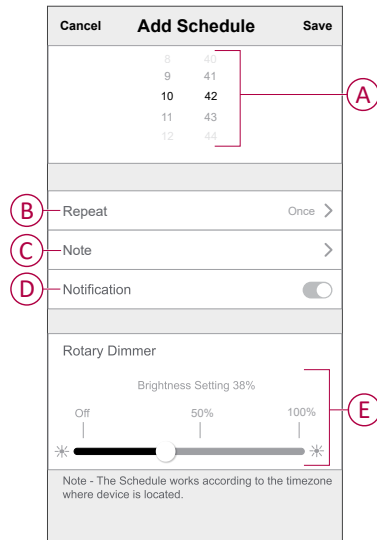 Cancel Add Schedule Save
8 40
9 41
10 42
11 43
12 44
A
B Repeat Once
C Note
D Notification
Rotary Dimmer
Brightness Setting 38%
Off 50% 100%
E
Note - The Schedule works according to the timezone
where device is located.